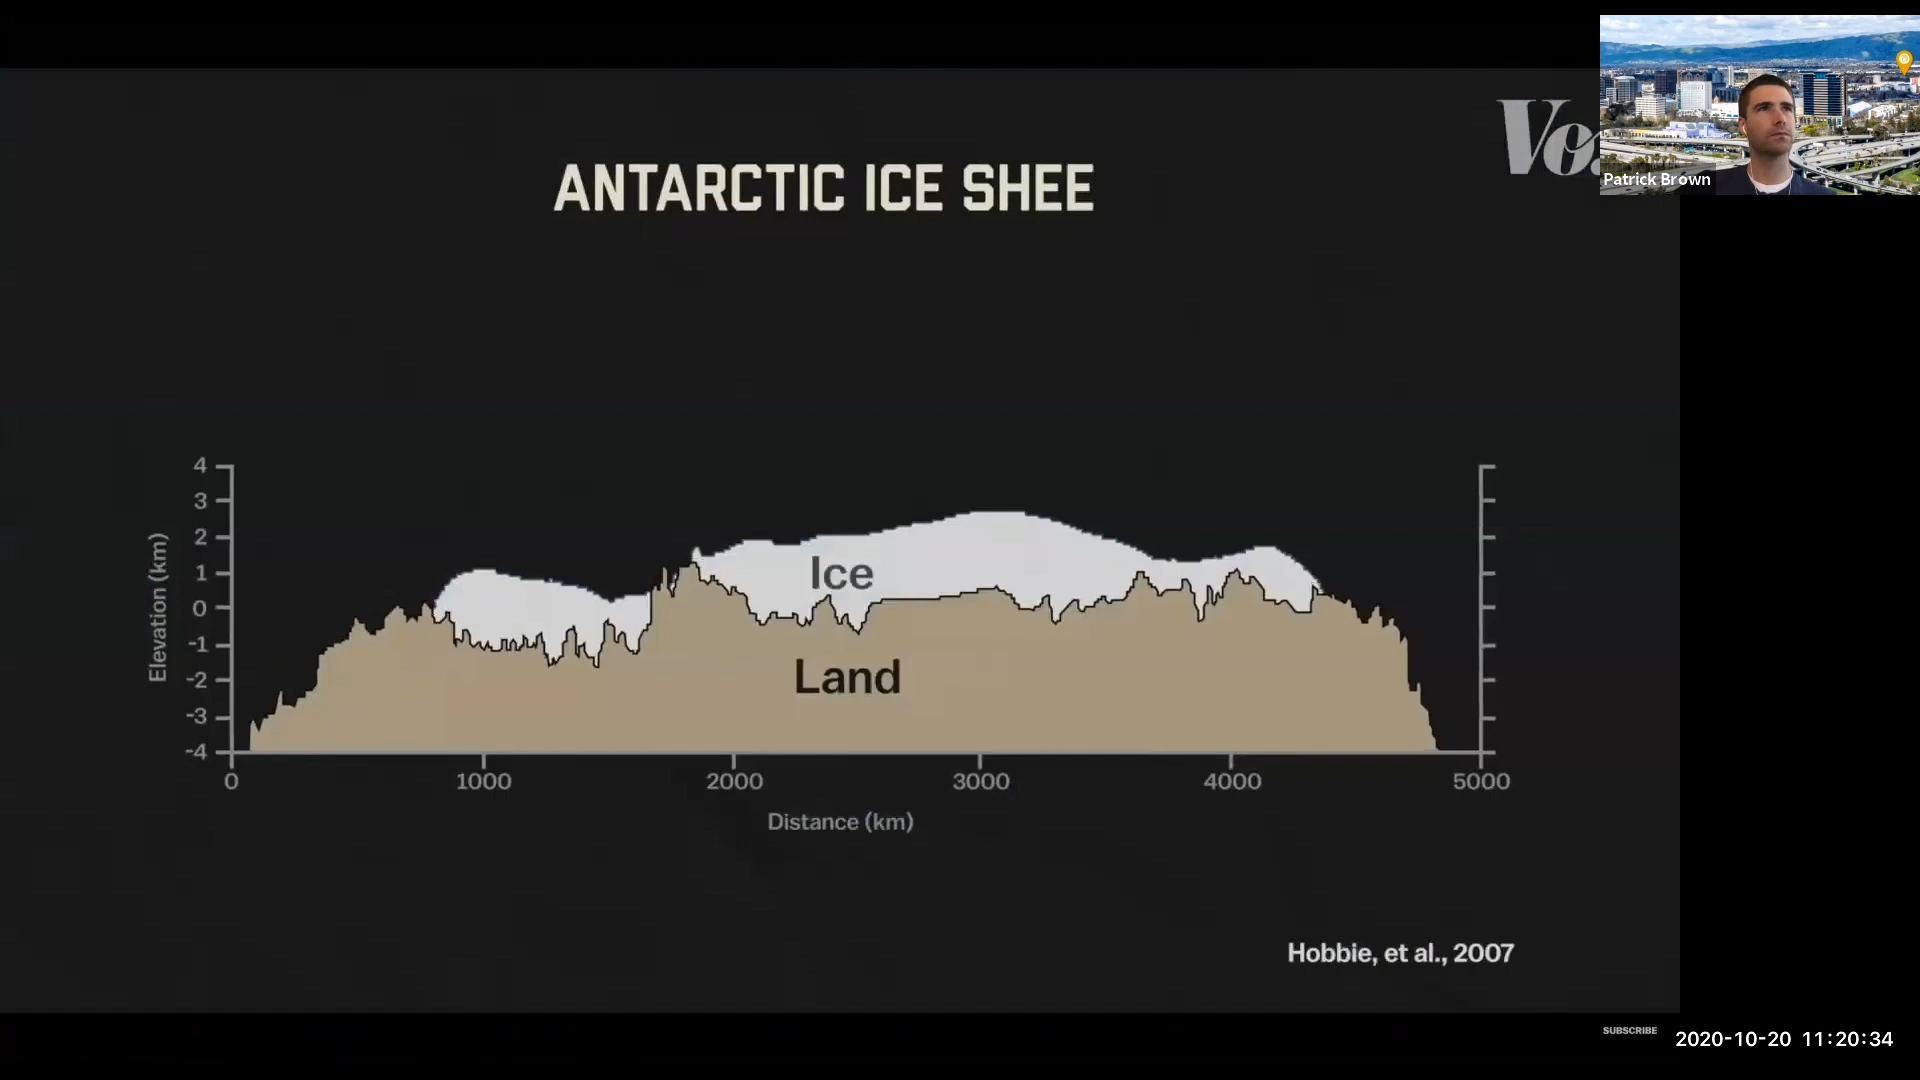 Vo
Patrick Brown
ANTARCTIC ICE SHEE
4
3
2
1
0
-1
-2
-3
-4
Elevation (km)
Ice
Land
0 1000 2000 3000 4000 5000
Distance (km)
Hobbie, et al., 2007
SUBSCRIBE
2020-10-20 11:20:34